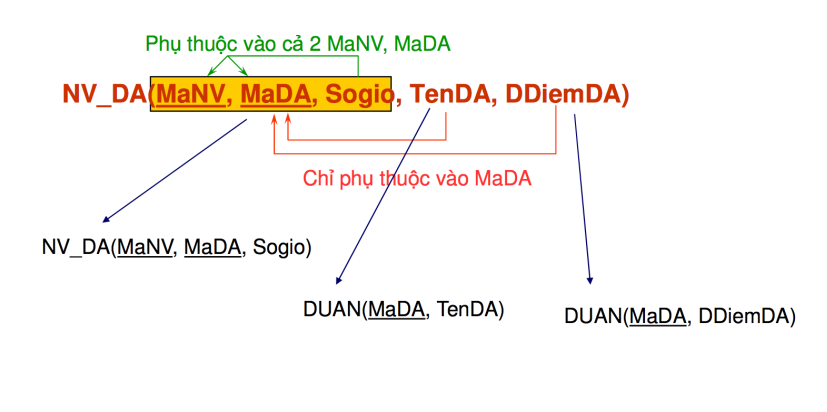 Phụ thuộc vào cả 2 MaNV, MaDA
NV_DA(MaNV, MaDA, Sogio, TenDA, DDiemDA)
Chỉ phụ thuộc vào MaDA
NV_DA(MaNV, MaDA, Sogio)
DUAN(MaDA, TenDA)
DUAN(MaDA, DDiemDA)